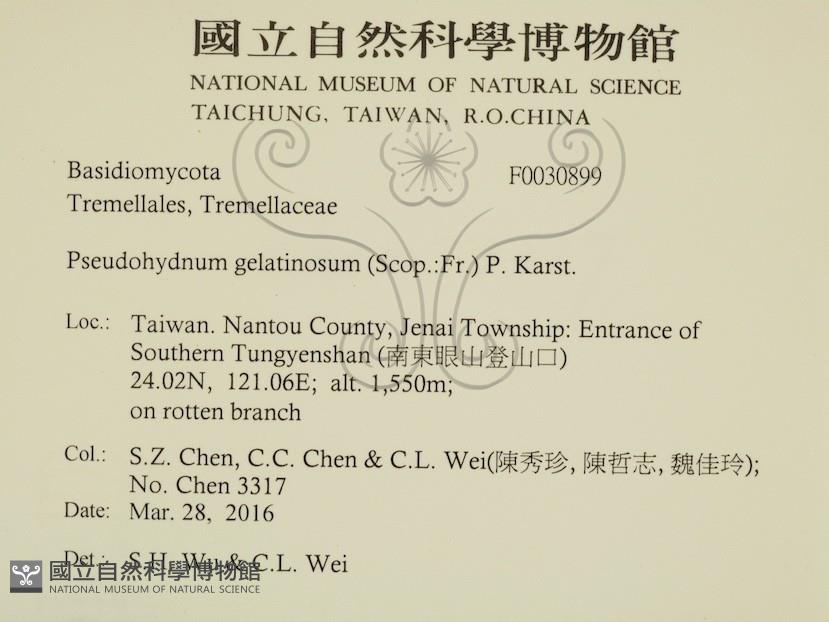 國立自然科學博物館
NATIONAL MUSEUM OF NATURAL SCIENCE
TAICHUNG, TAIWAN, R.O.CHINA
Basidiomycota F0030899
Tremellales, Tremellaceae
Pseudohydnum gelatinosum (Scop.:Fr.) P. Karst.
Loc.: Taiwan. Nantou County, Jenai Township: Entrance of
Southern Tungyenshan (南東眼山登山口)
24.02N, 121.06E; alt. 1,550m;
on rotten branch
Col.: S.Z. Chen, C.C. Chen & C.L. Wei(陳秀珍, 陳哲志, 魏佳玲);
No. Chen 3317
Date: Mar. 28, 2016
Det.: S.H. Wu & C.L. Wei
國立自然科學博物館
NATIONAL MUSEUM OF NATURAL SCIENCE